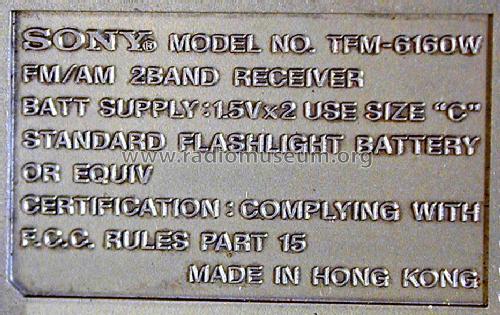 SONY® MODEL NO. TFM-6160W
FM/AM 2BAND RECEIVER
BATT SUPPLY:1.5V×2 USE SIZE "C"
STANDARD FLASHLIGHT BATTERY
www.radiomuseum.org
OR EQUIV
CERTIFICATION:COMPLYING WITH
F.C.C. RULES PART 15
MADE IN HONG KONG